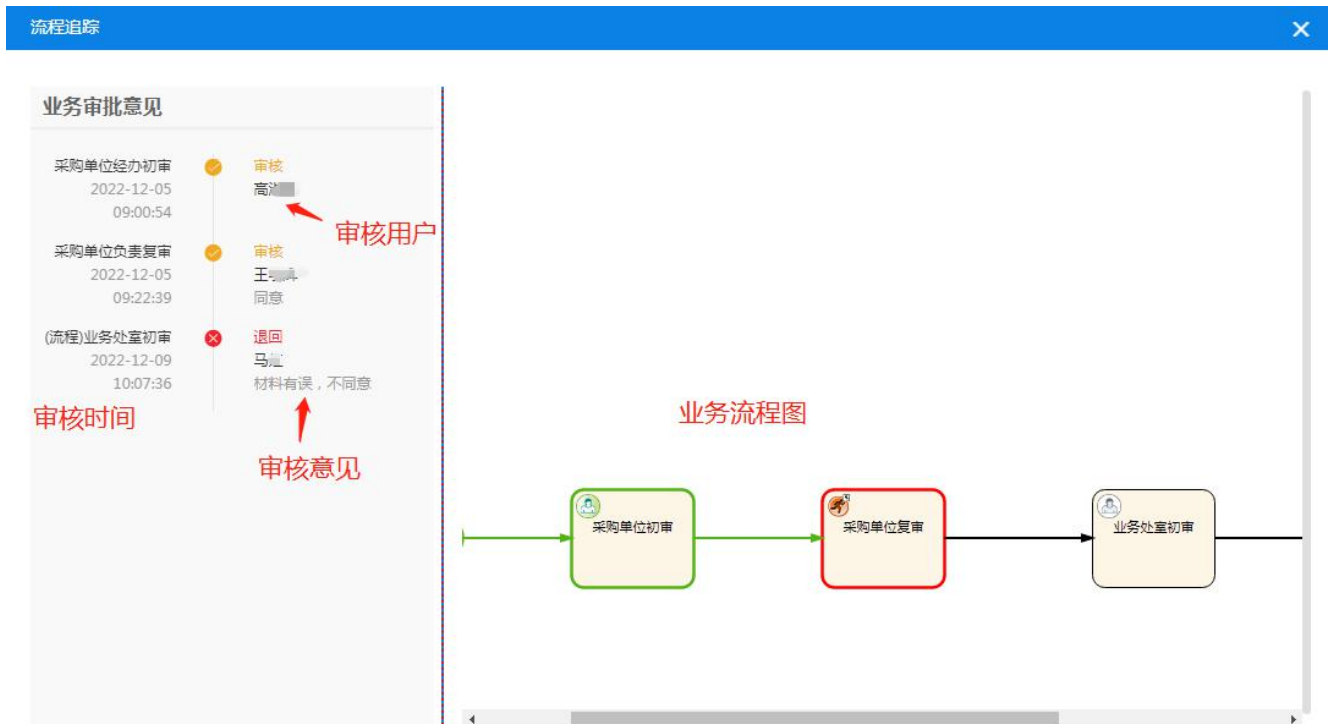 流程追踪
业务审批意见
采购单位经办初审
审核
2022-12-05
高
09:00:54
审核用户
采购单位负责复审
审核
2022-12-05
王
09:22:39
同意
(流程)业务处室初审
退回
2022-12-09
马
10:07:36
材料有误，不同意
审核时间
审核意见
业务流程图
采购单位初审
采购单位复审
业务处室初审